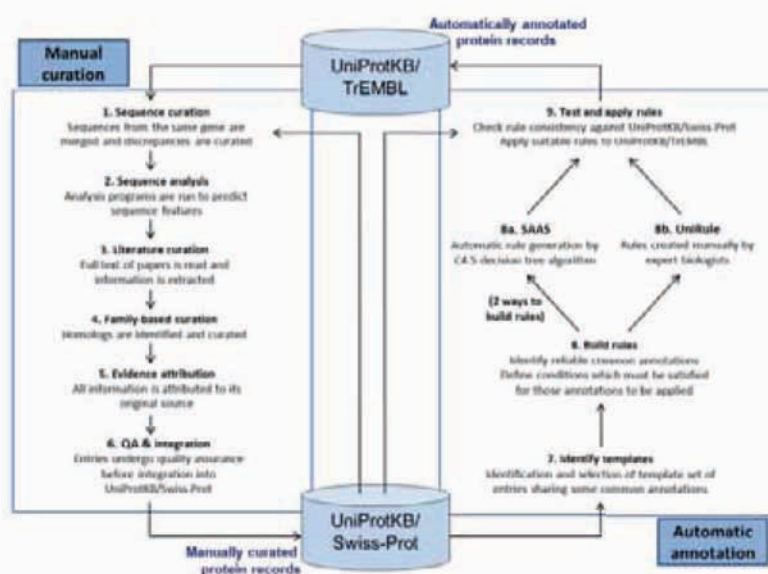 Manual
curation
UniProtKB/
TrEMBL
Automatically annotated
protein records
1. Sequence curation
Sequences from the same gene are
merged and discrepancies are curated
2. Sequence analysis
Analysis programs are run to predict
sequence features
3. Literature curation
Full text of papers is read and
information is extracted
4. Family-based curation
Homologs are identified and curated
5. Evidence attribution
All information is attributed to its
original source
6. QA & integration
Entries undergo quality assurance
before integration into
UniProtKB/Swiss-Prot
Manually curated
protein records
UniProtKB/
Swiss-Prot
9. Test and apply rules
Check rule consistency against UniProtKB/Swiss-Prot
Apply suitable rules to UniProtKB/TrEMBL
8a. SAAS
Automatic rule generation by
C4.5 decision tree algorithm
8b. UniRule
Rules created manually by
expert biologists
(2 ways to
build rules)
8. Build rules
Identify reliable common annotations
Define conditions which must be satisfied
for those annotations to be applied
7. Identify templates
Identification and selection of template set of
entries sharing some common annotations
Automatic
annotation